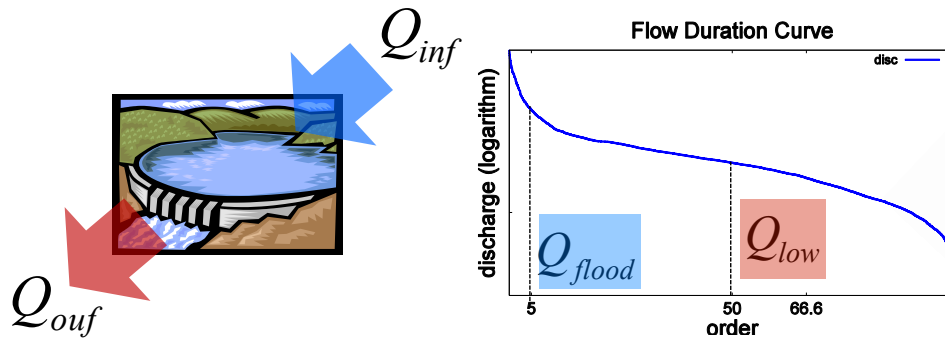 Q_inf
Q_ouf
Flow Duration Curve
disc
discharge (logarithm)
Q_flood
Q_low
5
50
66.6
order